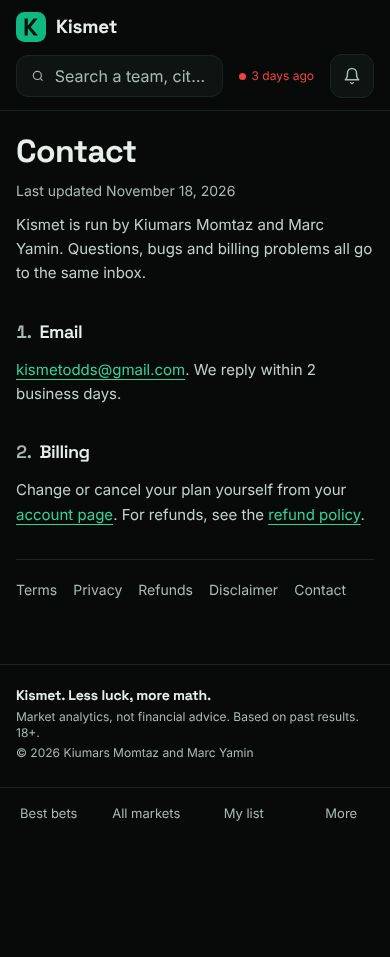 K Kismet
Search a team, cit...
3 days ago
Contact
Last updated November 18, 2026
Kismet is run by Kiumars Momtaz and Marc
Yamin. Questions, bugs and billing problems all go
to the same inbox.
1. Email
kismetodds@gmail.com. We reply within 2
business days.
2. Billing
Change or cancel your plan yourself from your
account page. For refunds, see the refund policy.
Terms Privacy Refunds Disclaimer Contact
Kismet. Less luck, more math.
Market analytics, not financial advice. Based on past results.
18+.
© 2026 Kiumars Momtaz and Marc Yamin
Best bets All markets My list More